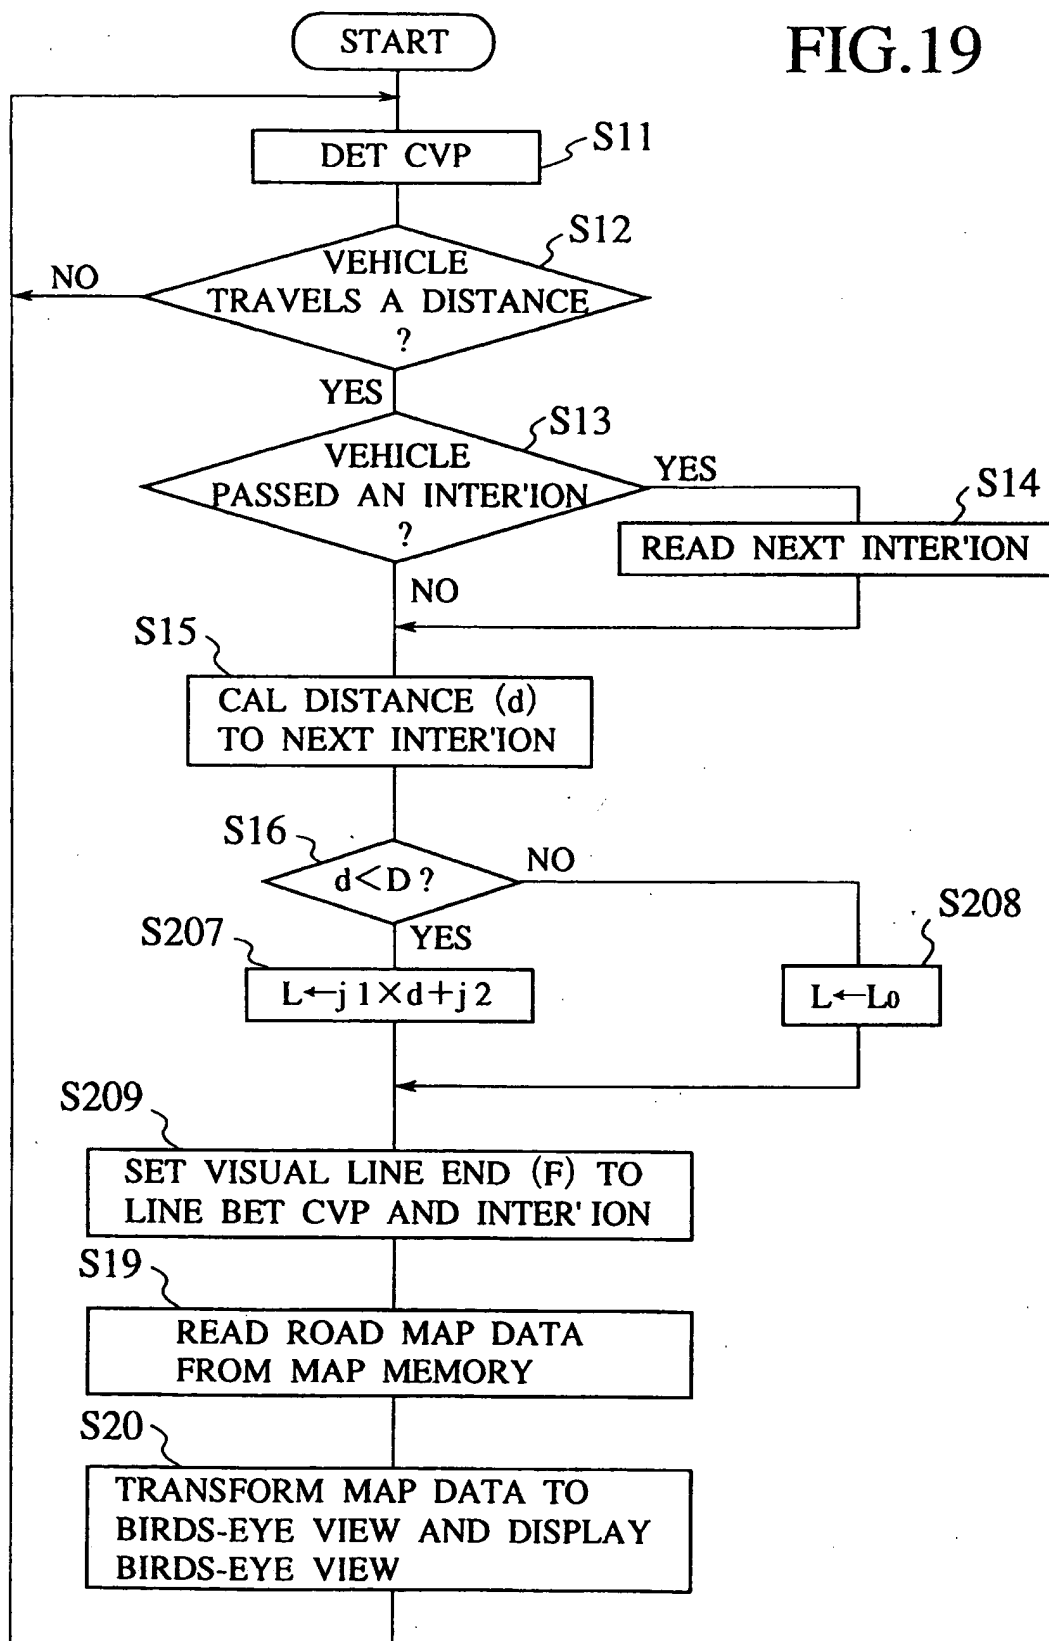 START
FIG.19
S11
DET CVP
S12
VEHICLE
TRAVELS A DISTANCE
?
NO
YES
S13
VEHICLE
PASSED AN INTER'ION
?
YES
S14
READ NEXT INTER'ION
NO
S15
CAL DISTANCE (d)
TO NEXT INTER'ION
S16
d<D?
NO
YES
S207
L←j1×d+j2
S208
L←L0
S209
SET VISUAL LINE END (F) TO
LINE BET CVP AND INTER'ION
S19
READ ROAD MAP DATA
FROM MAP MEMORY
S20
TRANSFORM MAP DATA TO
BIRDS-EYE VIEW AND DISPLAY
BIRDS-EYE VIEW